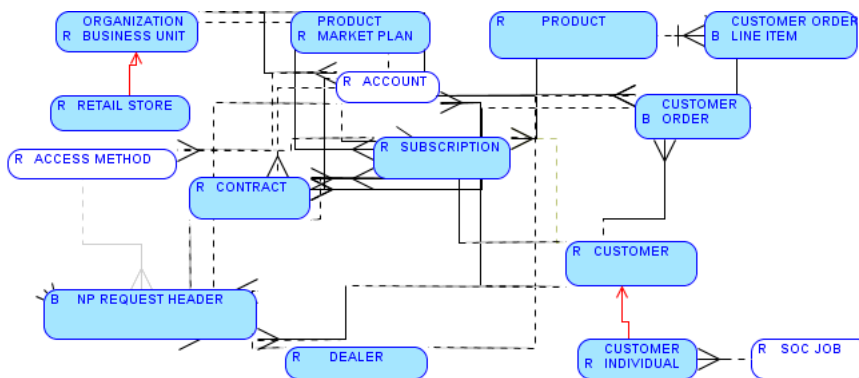 ORGANIZATION
R BUSINESS UNIT
PRODUCT
R MARKET PLAN
R PRODUCT
CUSTOMER ORDER
B LINE ITEM
R ACCOUNT
R RETAIL STORE
CUSTOMER
B ORDER
R SUBSCRIPTION
R ACCESS METHOD
R CONTRACT
R CUSTOMER
B NP REQUEST HEADER
R DEALER
CUSTOMER
R INDIVIDUAL
R SOC JOB